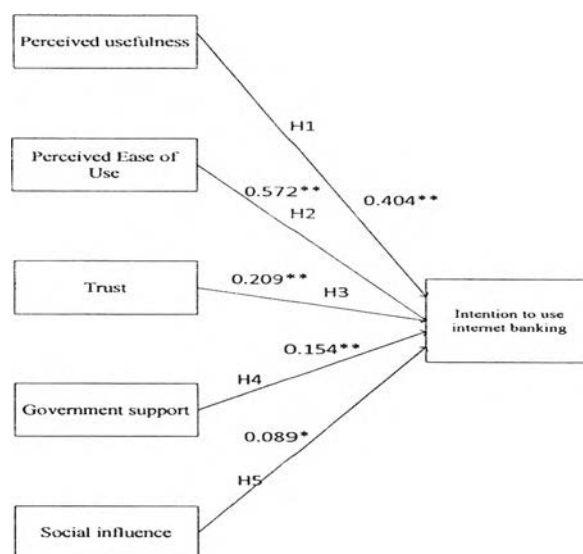 Perceived usefulness
H1
Perceived Ease of
Use
0.572**
0.404**
H2
Trust
0.209**
H3
Intention to use
internet banking
0.154**
H4
Government support
0.089*
H5
Social influence